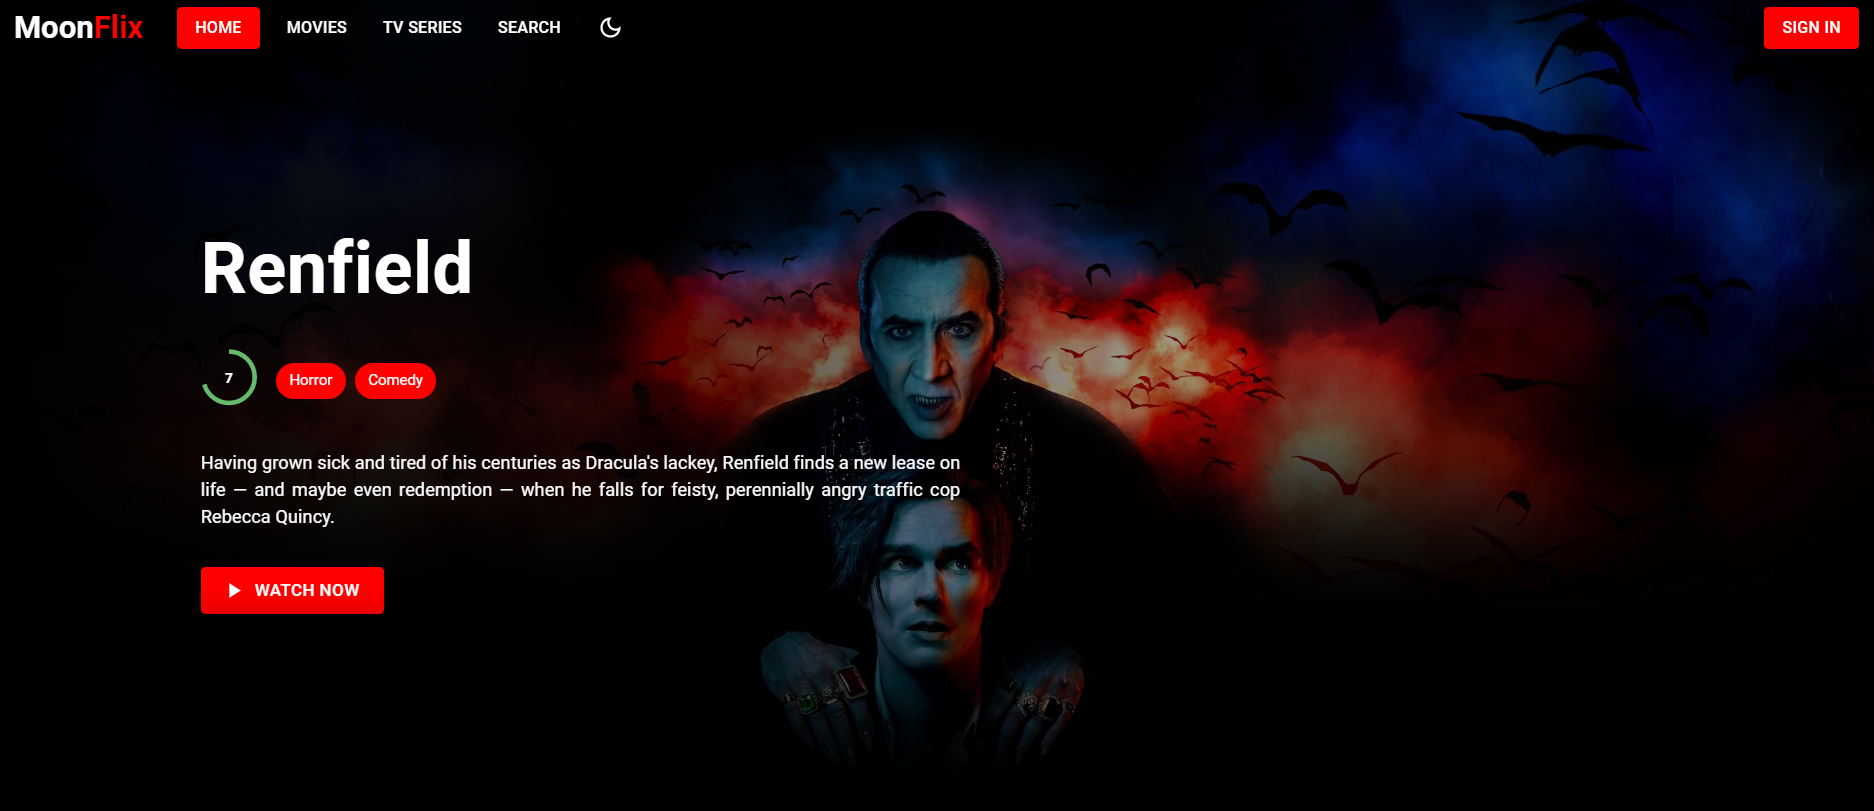 MoonFlix HOME MOVIES TV SERIES SEARCH SIGN IN
Renfield
7 Horror Comedy
Having grown sick and tired of his centuries as Dracula's lackey, Renfield finds a new lease on
life — and maybe even redemption — when he falls for feisty, perennially angry traffic cop
Rebecca Quincy.
WATCH NOW